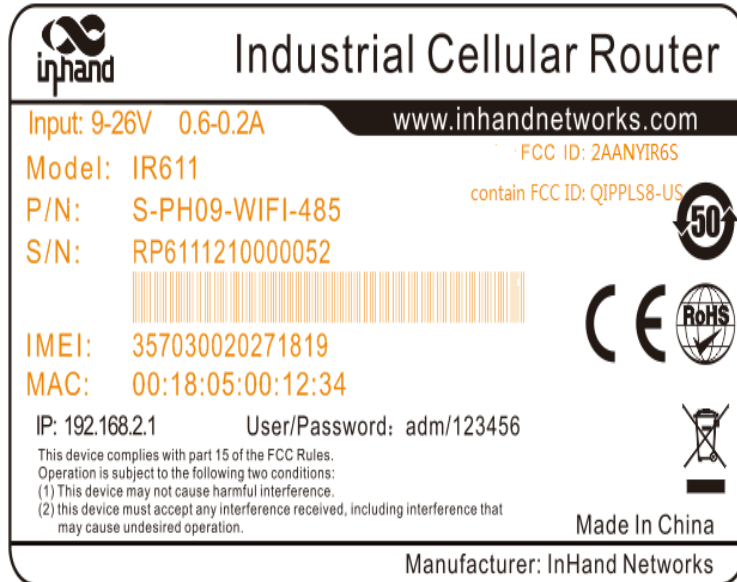 inhand
Industrial Cellular Router
www.inhandnetworks.com
Input: 9-26V 0.6-0.2A
FCC ID: 2AANYIR6S
Model: IR611
contain FCC ID: QIPPLS8-US
P/N: S-PH09-WIFI-485
50
S/N: RP6111210000052
CE RoHS
IMEI: 357030020271819
MAC: 00:18:05:00:12:34
IP: 192.168.2.1 User/Password: adm/123456
This device complies with part 15 of the FCC Rules.
Operation is subject to the following two conditions:
(1) This device may not cause harmful interference.
(2) this device must accept any interference received, including interference that
may cause undesired operation.
Made In China
Manufacturer: InHand Networks